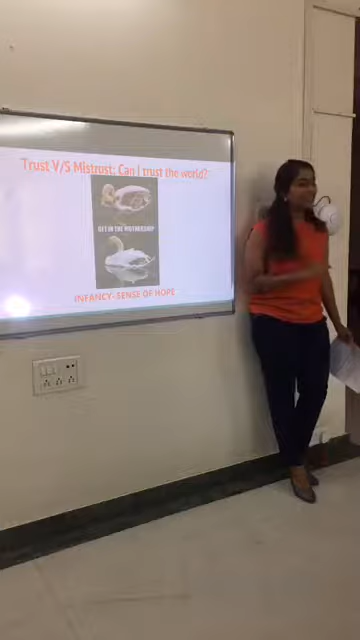 Trust V/S Mistrust: Can I trust the world?
GET IN THE MOTHERSHIP
INFANCY-SENSE OF HOPE